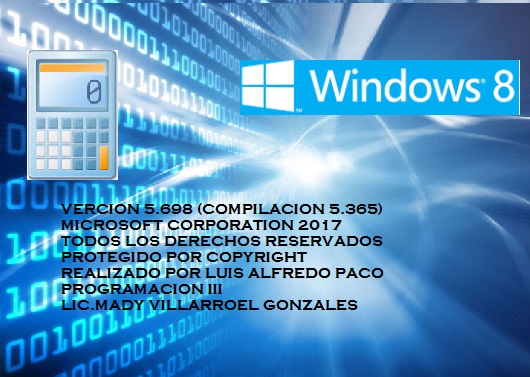 0
Windows 8
VERCION 5.698 (COMPILACION 5.365)
MICROSOFT CORPORATION 2017
TODOS LOS DERECHOS RESERVADOS
PROTEGIDO POR COPYRIGHT
REALIZADO POR LUIS ALFREDO PACO
PROGRAMACION III
LIC.MADY VILLARROEL GONZALES